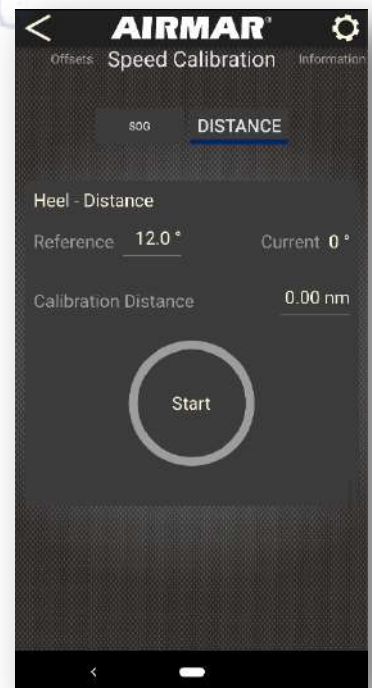 AIRMAR®
Offsets Speed Calibration Information
SOG DISTANCE
Heel - Distance
Reference 12.0 ° Current 0 °
Calibration Distance 0.00 nm
Start